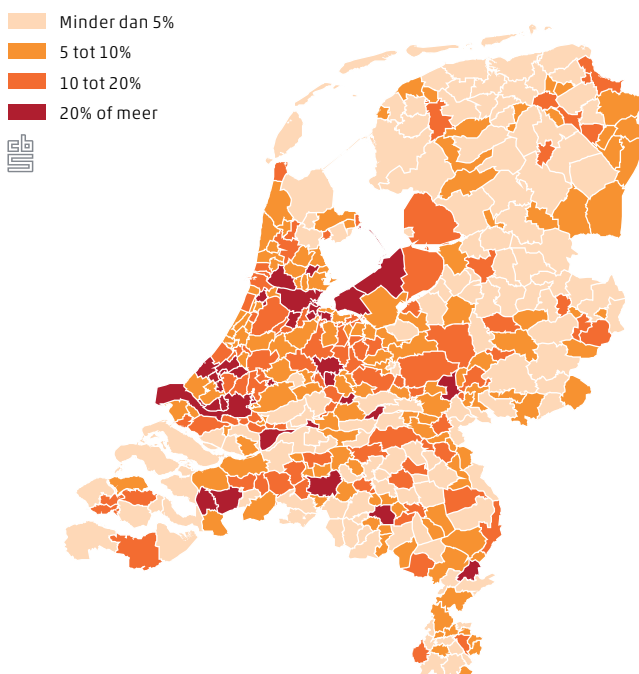 Minder dan 5%
5 tot 10%
10 tot 20%
20% of meer
cbs